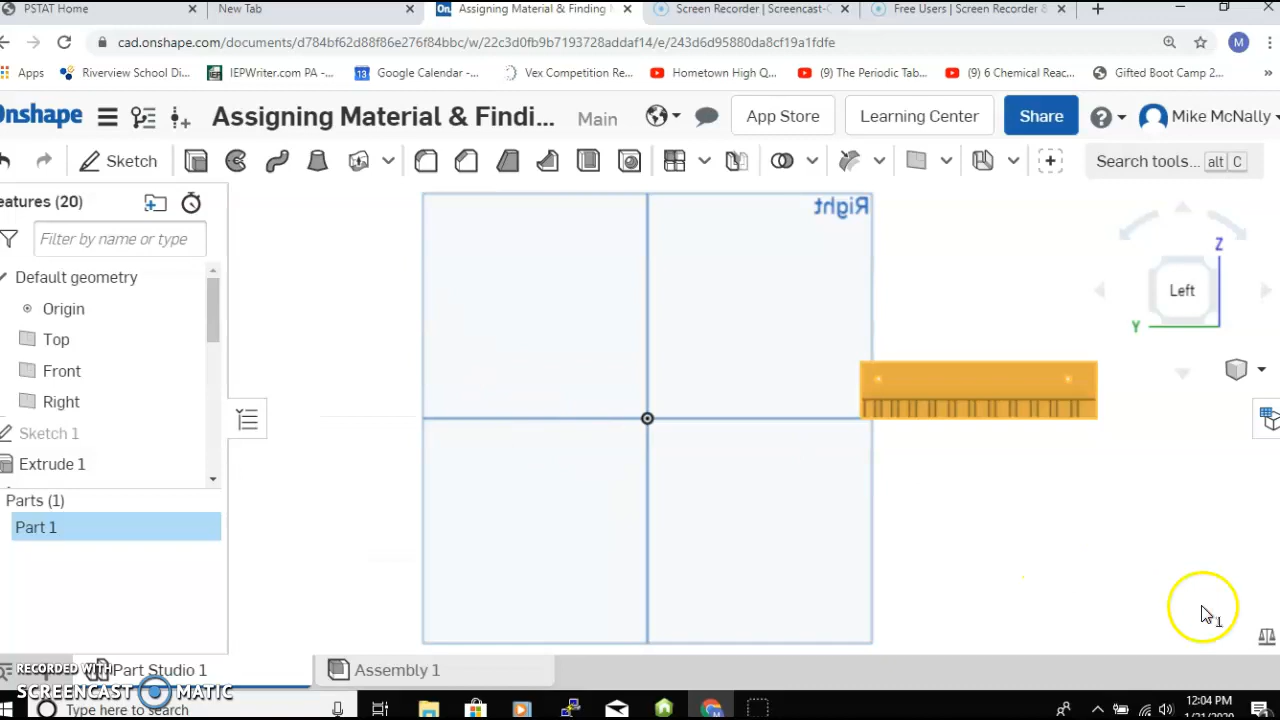 PSTAT Home
New Tab
Assigning Material & Finding
Screen Recorder | Screencast-O
Free Users | Screen Recorder &
cad.onshape.com/documents/d784bf62d88f86e276f84bbc/w/22c3d0fb9b7193728addaf14/e/243d6d95880da8cf19a1fdfe
M
Apps
Riverview School Di...
IEPWriter.com PA -...
Google Calendar -...
Vex Competition Re...
Hometown High Q...
(9) The Periodic Tab...
(9) 6 Chemical Reac...
Gifted Boot Camp 2...
»
Onshape
Assigning Material & Findi...
Main
App Store
Learning Center
Share
Mike McNally
Sketch
Search tools... alt C
eatures (20)
Filter by name or type
Default geometry
Origin
Top
Front
Right
Sketch 1
Extrude 1
Parts (1)
Part 1
Right
Z
Left
Y
1
Part Studio 1
Assembly 1
RECORDED WITH
SCREENCAST MATIC
Type here to search
12:04 PM
1/21/2020